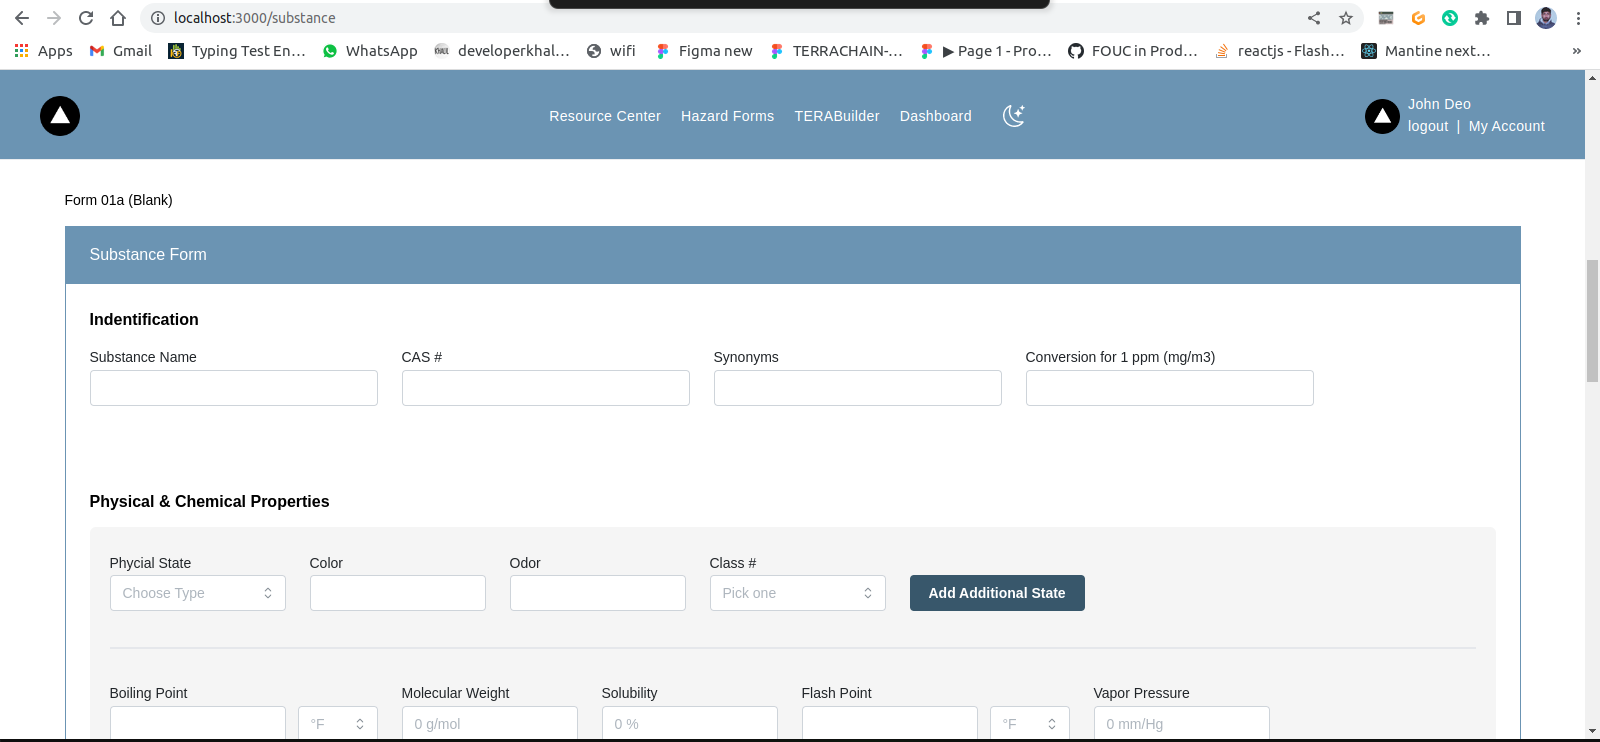 localhost:3000/substance
Apps Gmail Typing Test En... WhatsApp developerkhal... wifi Figma new TERRACHAIN-... ▶ Page 1 - Pro... FOUC in Prod... reactjs - Flash... Mantine next... »
Resource Center Hazard Forms TERABuilder Dashboard
John Deo
logout | My Account
Form 01a (Blank)
Substance Form
Indentification
Substance Name CAS # Synonyms Conversion for 1 ppm (mg/m3)
Physical & Chemical Properties
Phycial State Color Odor Class #
Choose Type Pick one Add Additional State
Boiling Point Molecular Weight Solubility Flash Point Vapor Pressure
°F 0 g/mol 0 % °F 0 mm/Hg